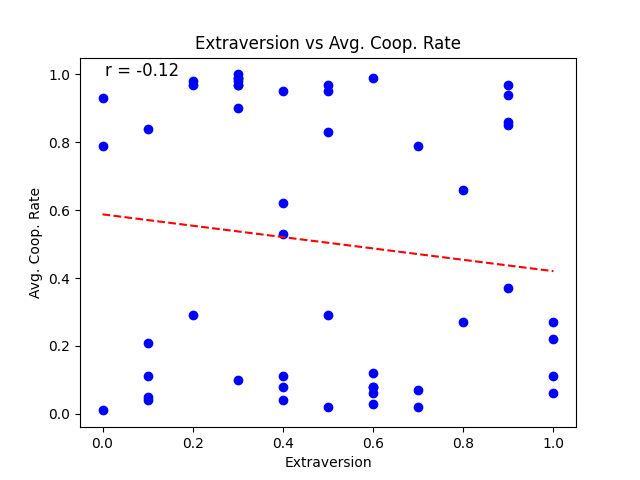 Extraversion vs Avg. Coop. Rate
r = -0.12
Avg. Coop. Rate
1.0
0.8
0.6
0.4
0.2
0.0
0.0 0.2 0.4 0.6 0.8 1.0
Extraversion